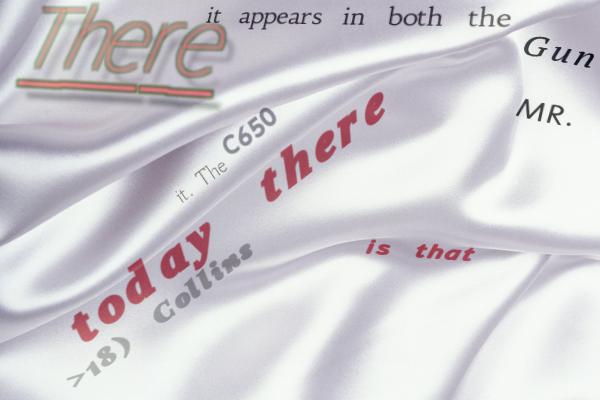 There
it appears in both the
Gun
MR.
it. The C650
today there
is that
>18) Collins